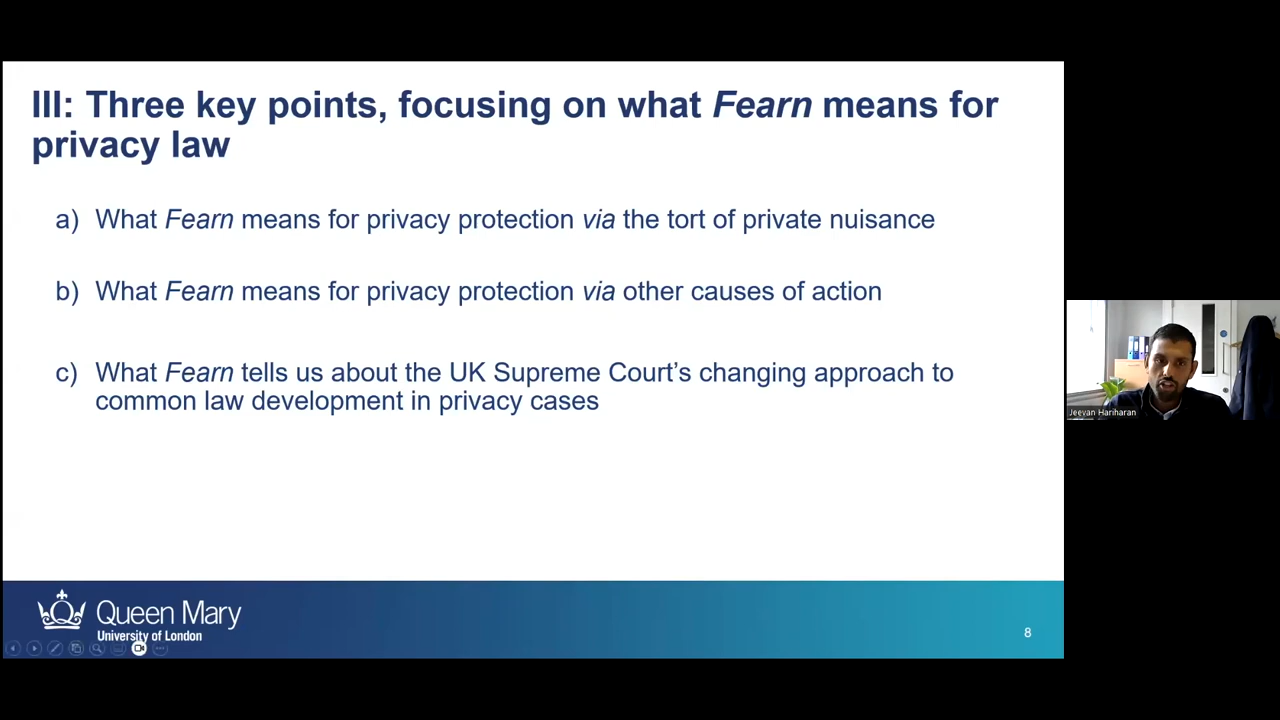 III: Three key points, focusing on what Fearn means for
privacy law
a) What Fearn means for privacy protection via the tort of private nuisance
b) What Fearn means for privacy protection via other causes of action
c) What Fearn tells us about the UK Supreme Court's changing approach to
common law development in privacy cases
Jeevan Hariharan
Queen Mary
University of London
8